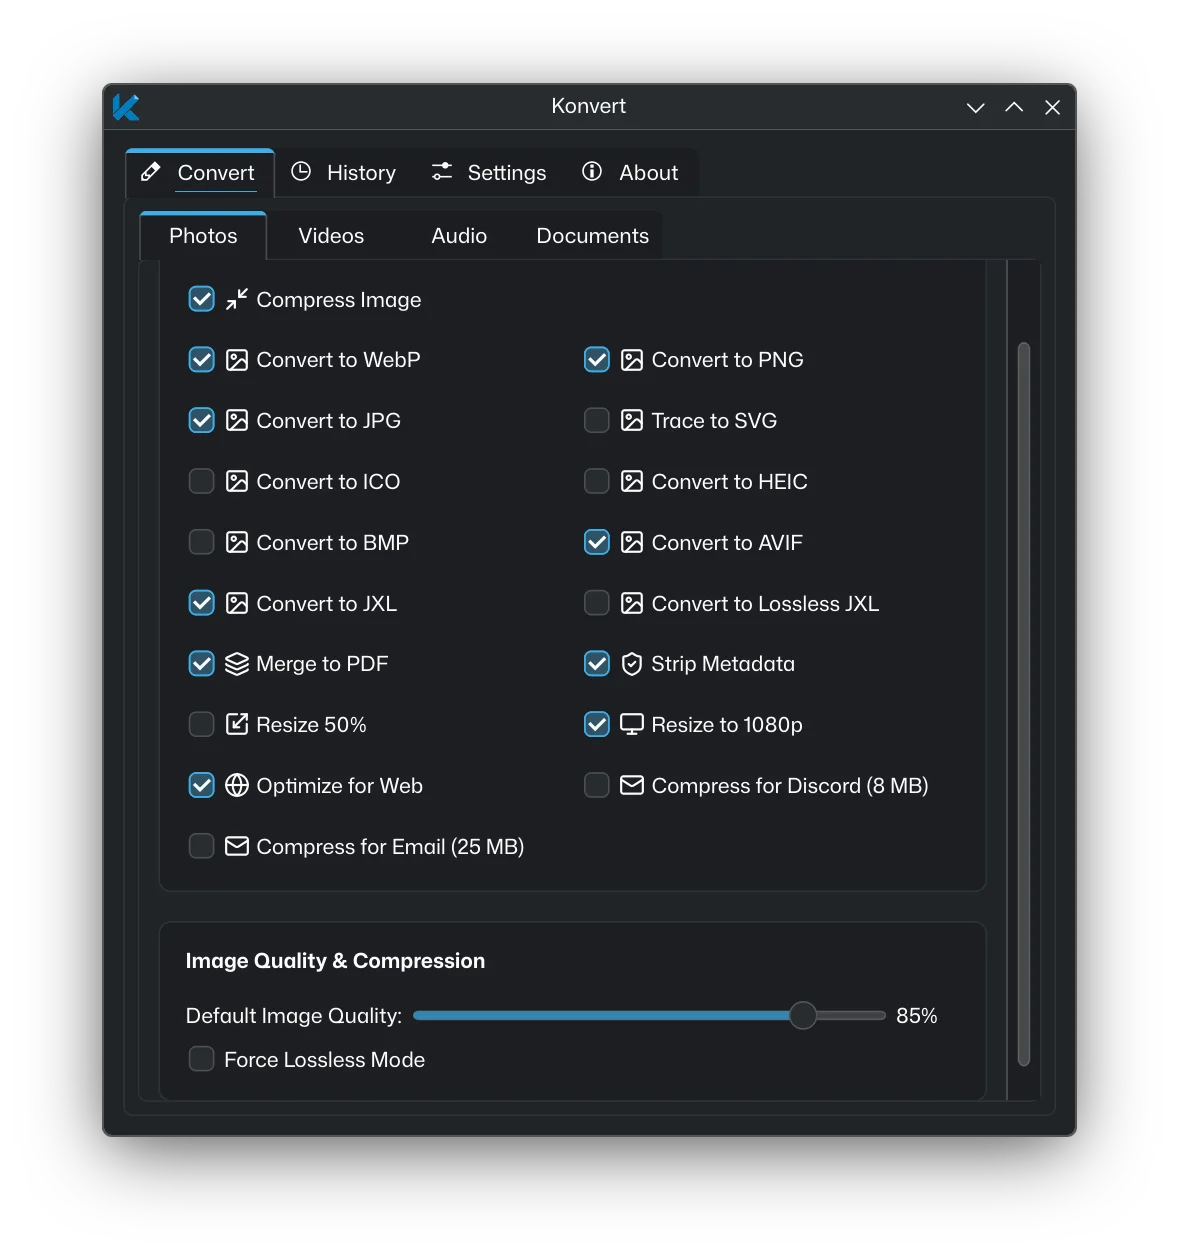 Konvert
Convert History Settings About
Photos Videos Audio Documents
Compress Image
Convert to WebP Convert to PNG
Convert to JPG Trace to SVG
Convert to ICO Convert to HEIC
Convert to BMP Convert to AVIF
Convert to JXL Convert to Lossless JXL
Merge to PDF Strip Metadata
Resize 50% Resize to 1080p
Optimize for Web Compress for Discord (8 MB)
Compress for Email (25 MB)
Image Quality & Compression
Default Image Quality: 85%
Force Lossless Mode